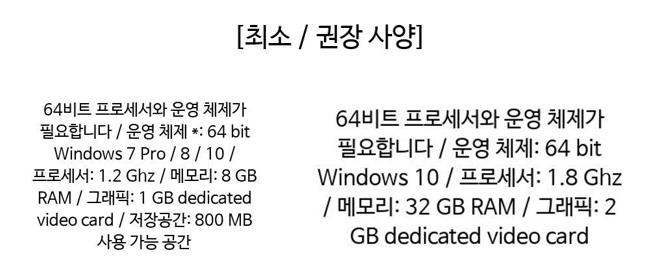 [최소 / 권장 사양]
64비트 프로세서와 운영 체제가
필요합니다 / 운영 체제 *: 64 bit
Windows 7 Pro / 8 / 10 /
프로세서: 1.2 Ghz / 메모리: 8 GB
RAM / 그래픽: 1 GB dedicated
video card / 저장공간: 800 MB
사용 가능 공간
64비트 프로세서와 운영 체제가
필요합니다 / 운영 체제: 64 bit
Windows 10 / 프로세서: 1.8 Ghz
/ 메모리: 32 GB RAM / 그래픽: 2
GB dedicated video card